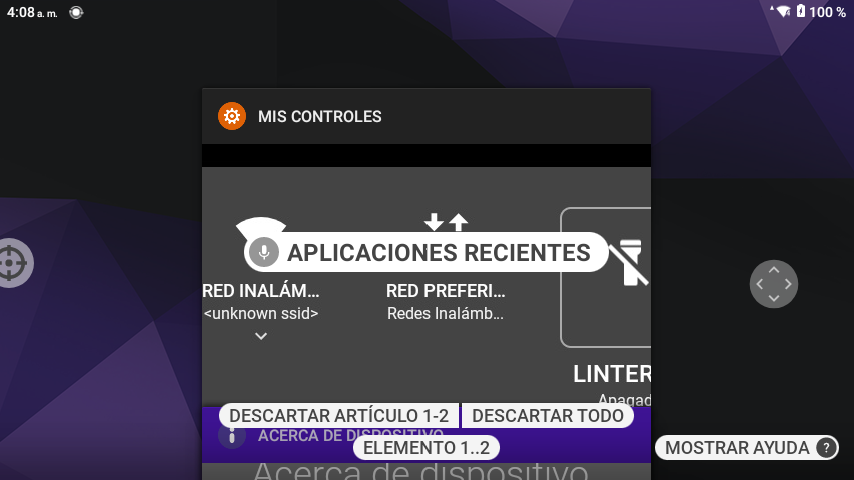 4:08 a. m.
100 %
MIS CONTROLES
APLICACIONES RECIENTES
RED INALÁM...
<unknown ssid>
RED PREFERI...
Redes Inalámb...
LINTER
Apagad
DESCARTAR ARTÍCULO 1-2
DESCARTAR TODO
ACERCA DE DISPOSITIVO
ELEMENTO 1..2
MOSTRAR AYUDA ?
Acerca de dispositivo